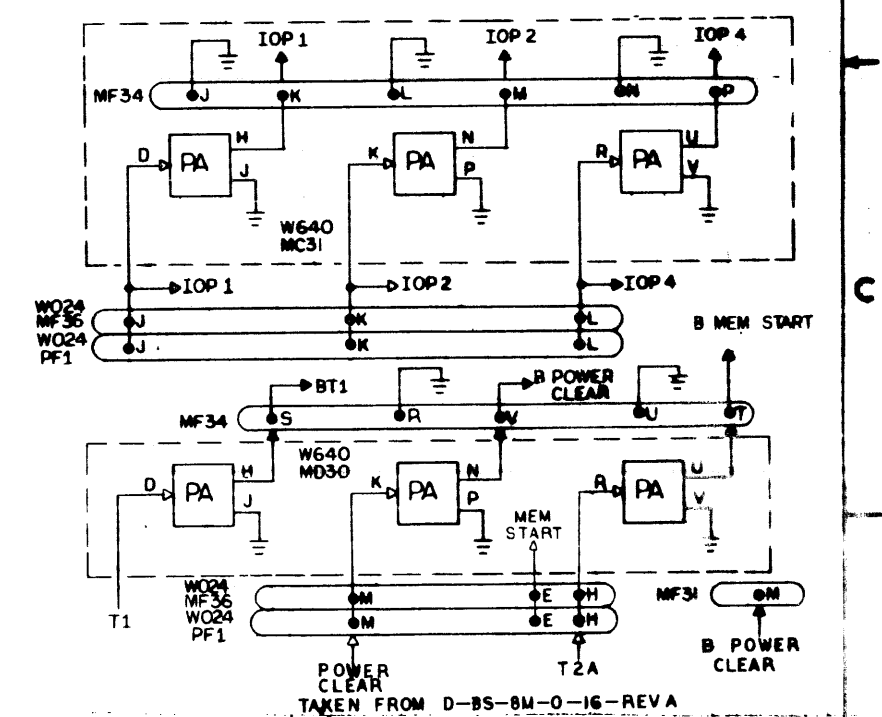 IOP 1 IOP 2 IOP 4
MF34 J K L M N P
D PA H J K PA N P R PA U V
W640
MC31
IOP 1 IOP 2 IOP 4
W024
MF36 J K L
W024
PF1 J K L
C
B MEM START
BT1 B POWER
CLEAR
MF34 S R V U T
W640
MD30
D PA H J K PA N P R PA U V
MEM
START
W024
MF36 M E H
W024
PF1 M E H
MF31 M
T1
POWER
CLEAR
T2A
B POWER
CLEAR
TAKEN FROM D-BS-8M-0-16-REV A